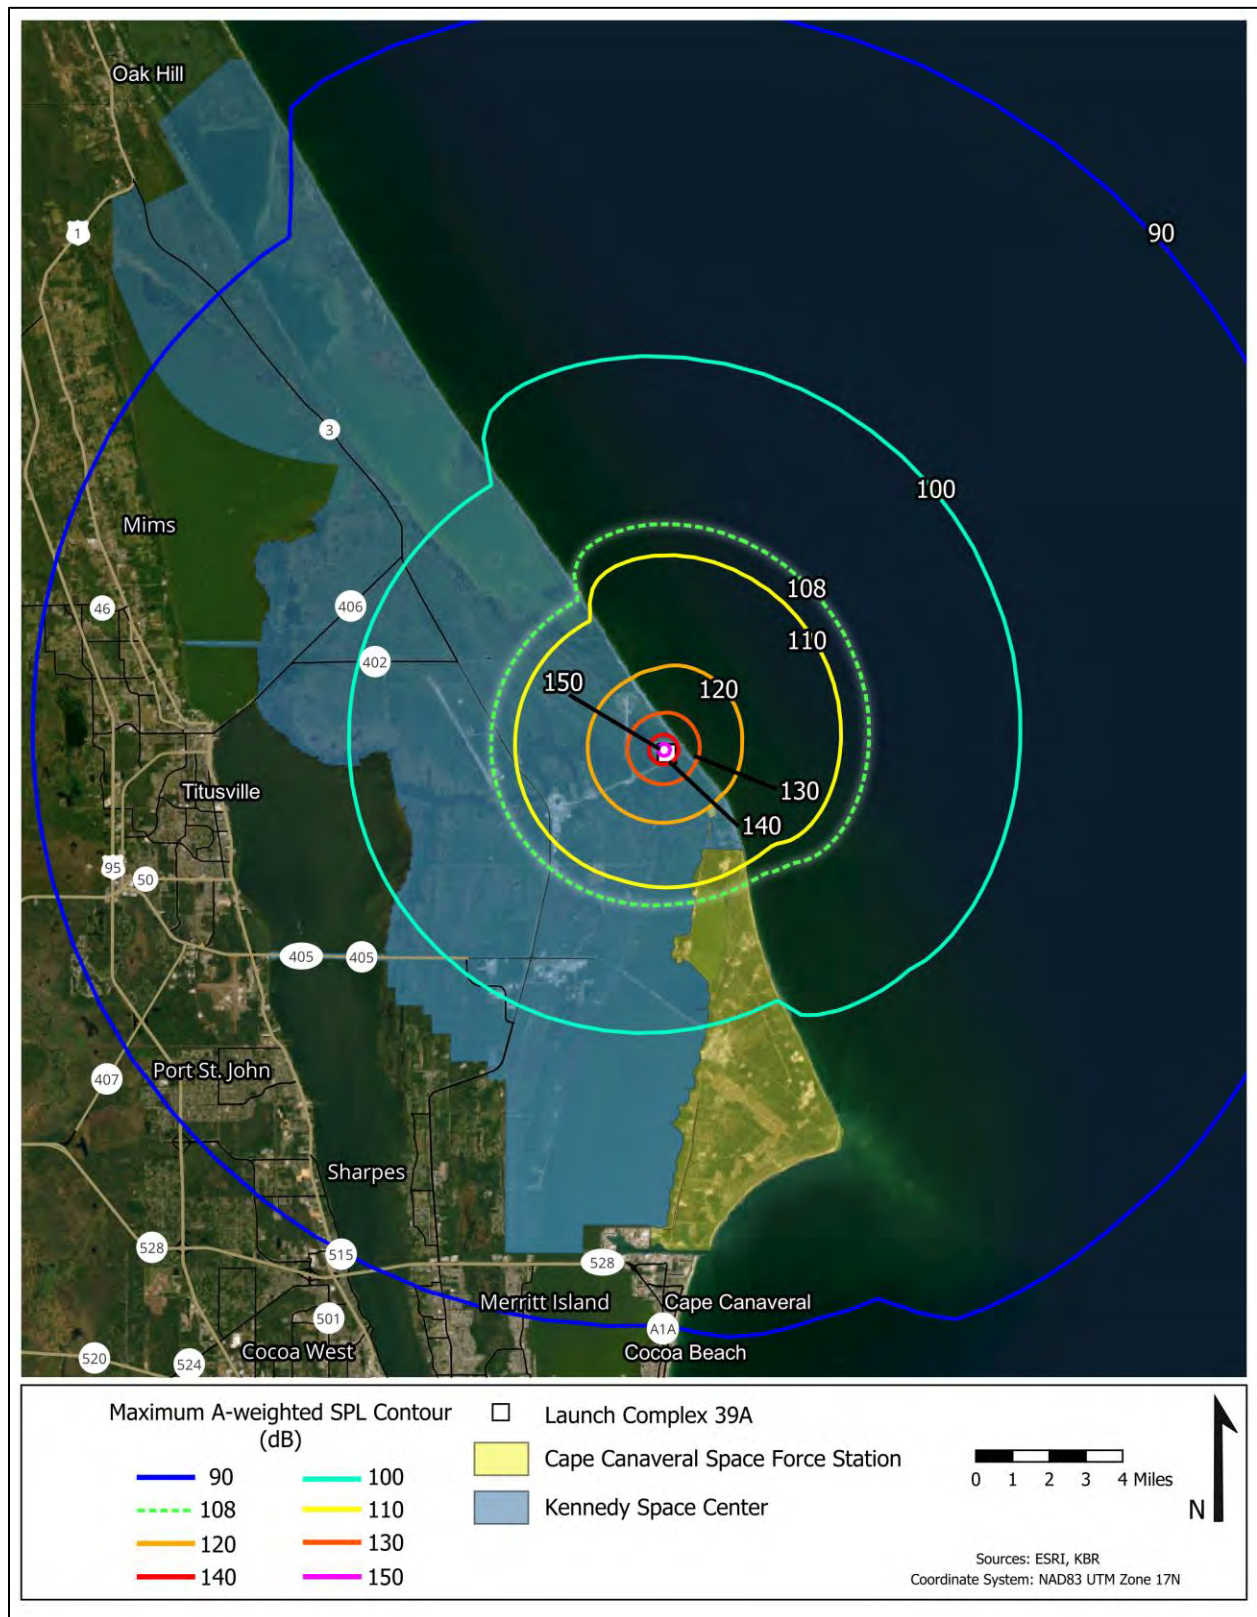 Oak Hill
1
90
3
100
Mims
108
46
406
110
402
150
120
130
Titusville
140
95
50
405
405
407
Port St. John
Sharpes
528
515
528
Merritt Island
Cape Canaveral
501
A1A
Cocoa West
Cocoa Beach
520
524
Maximum A-weighted SPL Contour
(dB)
90
100
108
110
120
130
140
150
Launch Complex 39A
Cape Canaveral Space Force Station
Kennedy Space Center
0 1 2 3 4 Miles
N
Sources: ESRI, KBR
Coordinate System: NAD83 UTM Zone 17N